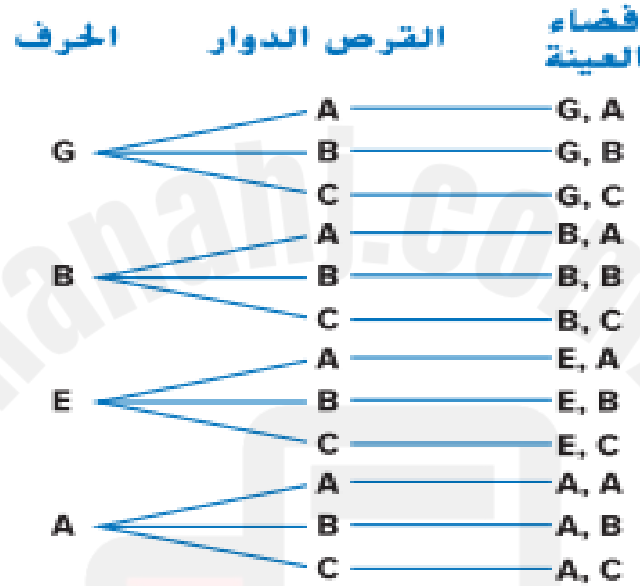 الحرف القرص الدوار فضاء العينة
A G, A
G B G, B
C G, C
A B, A
B B B, B
C B, C
A E, A
E B E, B
C E, C
A A, A
A B A, B
C A, C